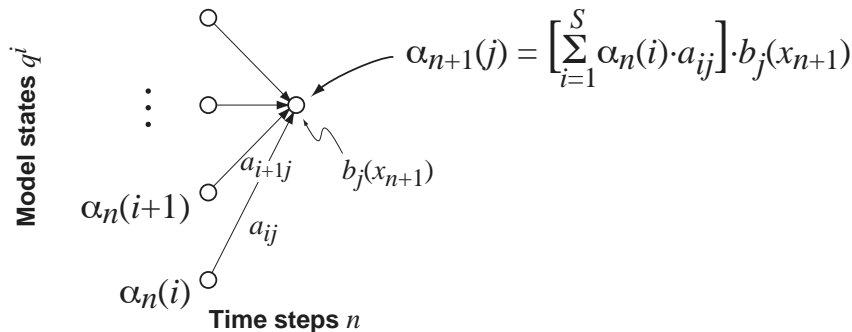 α_{n+1}(j) = [∑_{i=1}^{S} α_n(i)·a_{ij}]·b_j(x_{n+1})
Model states q^i
⋮
a_{i+1j}
b_j(x_{n+1})
α_n(i+1)
a_{ij}
α_n(i)
Time steps n